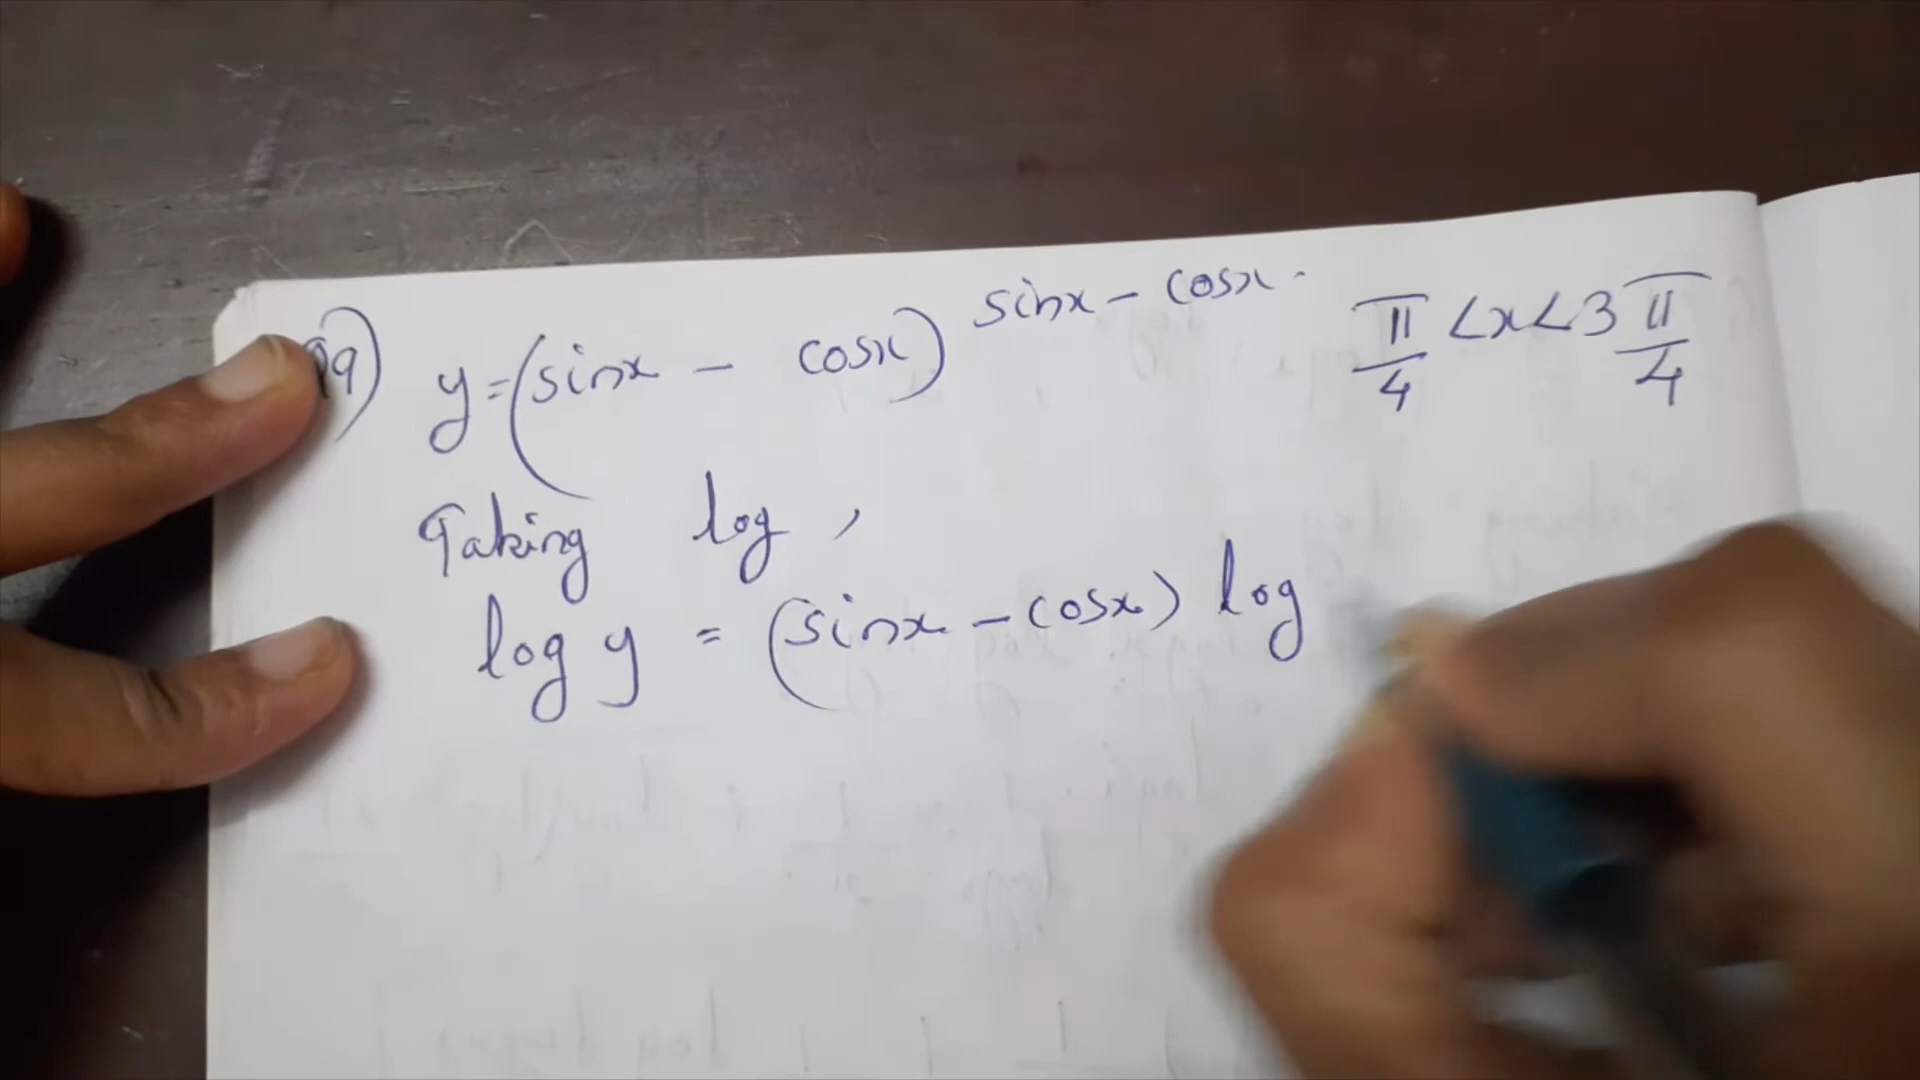 9) y = (sinx - cosx)^sinx - cosx. π/4 < x < 3π/4
Taking log,
log y = (sinx - cosx) log